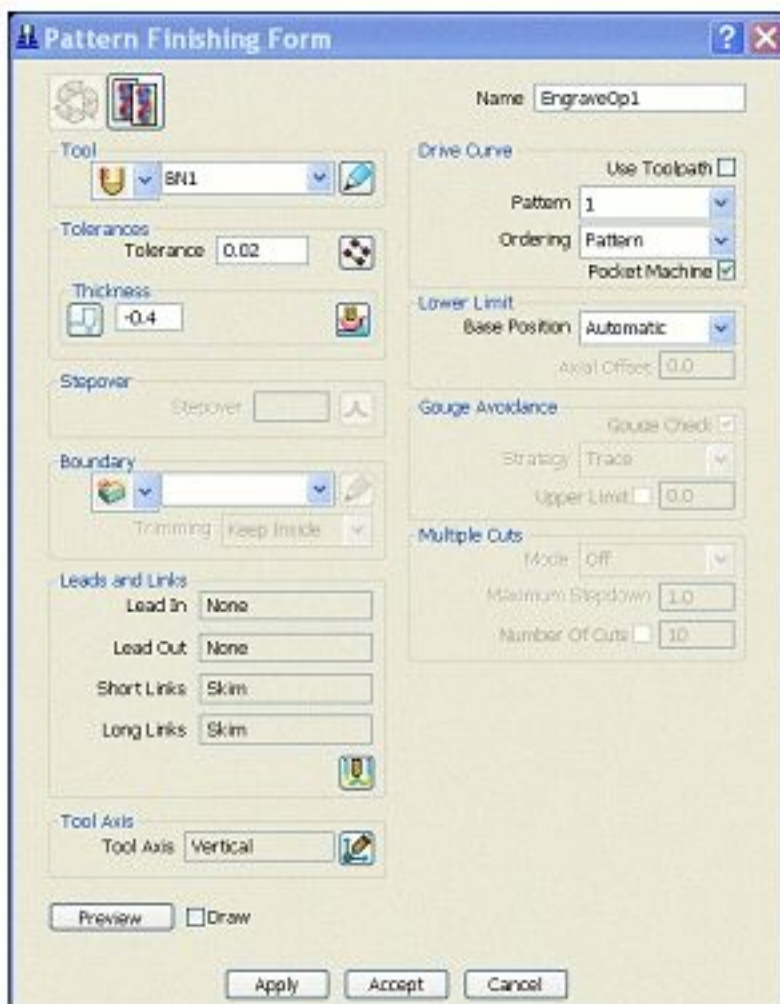 Pattern Finishing Form
Name EngraveOp1
Tool
BN1
Tolerances
Tolerance 0.02
Thickness
-0.4
Stepover
Stepover
Boundary
Trimming Keep Inside
Leads and Links
Lead In None
Lead Out None
Short Links Skim
Long Links Skim
Tool Axis
Tool Axis Vertical
Preview Draw
Drive Curve
Use Toolpath
Pattern 1
Ordering Pattern
Pocket Machine
Lower Limit
Base Position Automatic
Axial Offset 0.0
Gouge Avoidance
Gouge Check
Strategy Trace
Upper Limit 0.0
Multiple Cuts
Mode Off
Maximum Stepdown 1.0
Number Of Cuts 10
Apply Accept Cancel